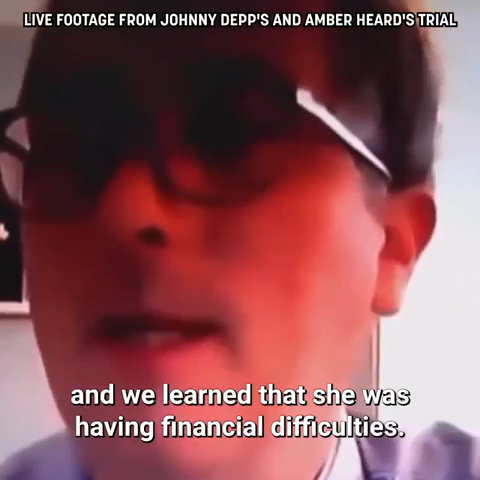 LIVE FOOTAGE FROM JOHNNY DEPP'S AND AMBER HEARD'S TRIAL
and we learned that she was
having financial difficulties.